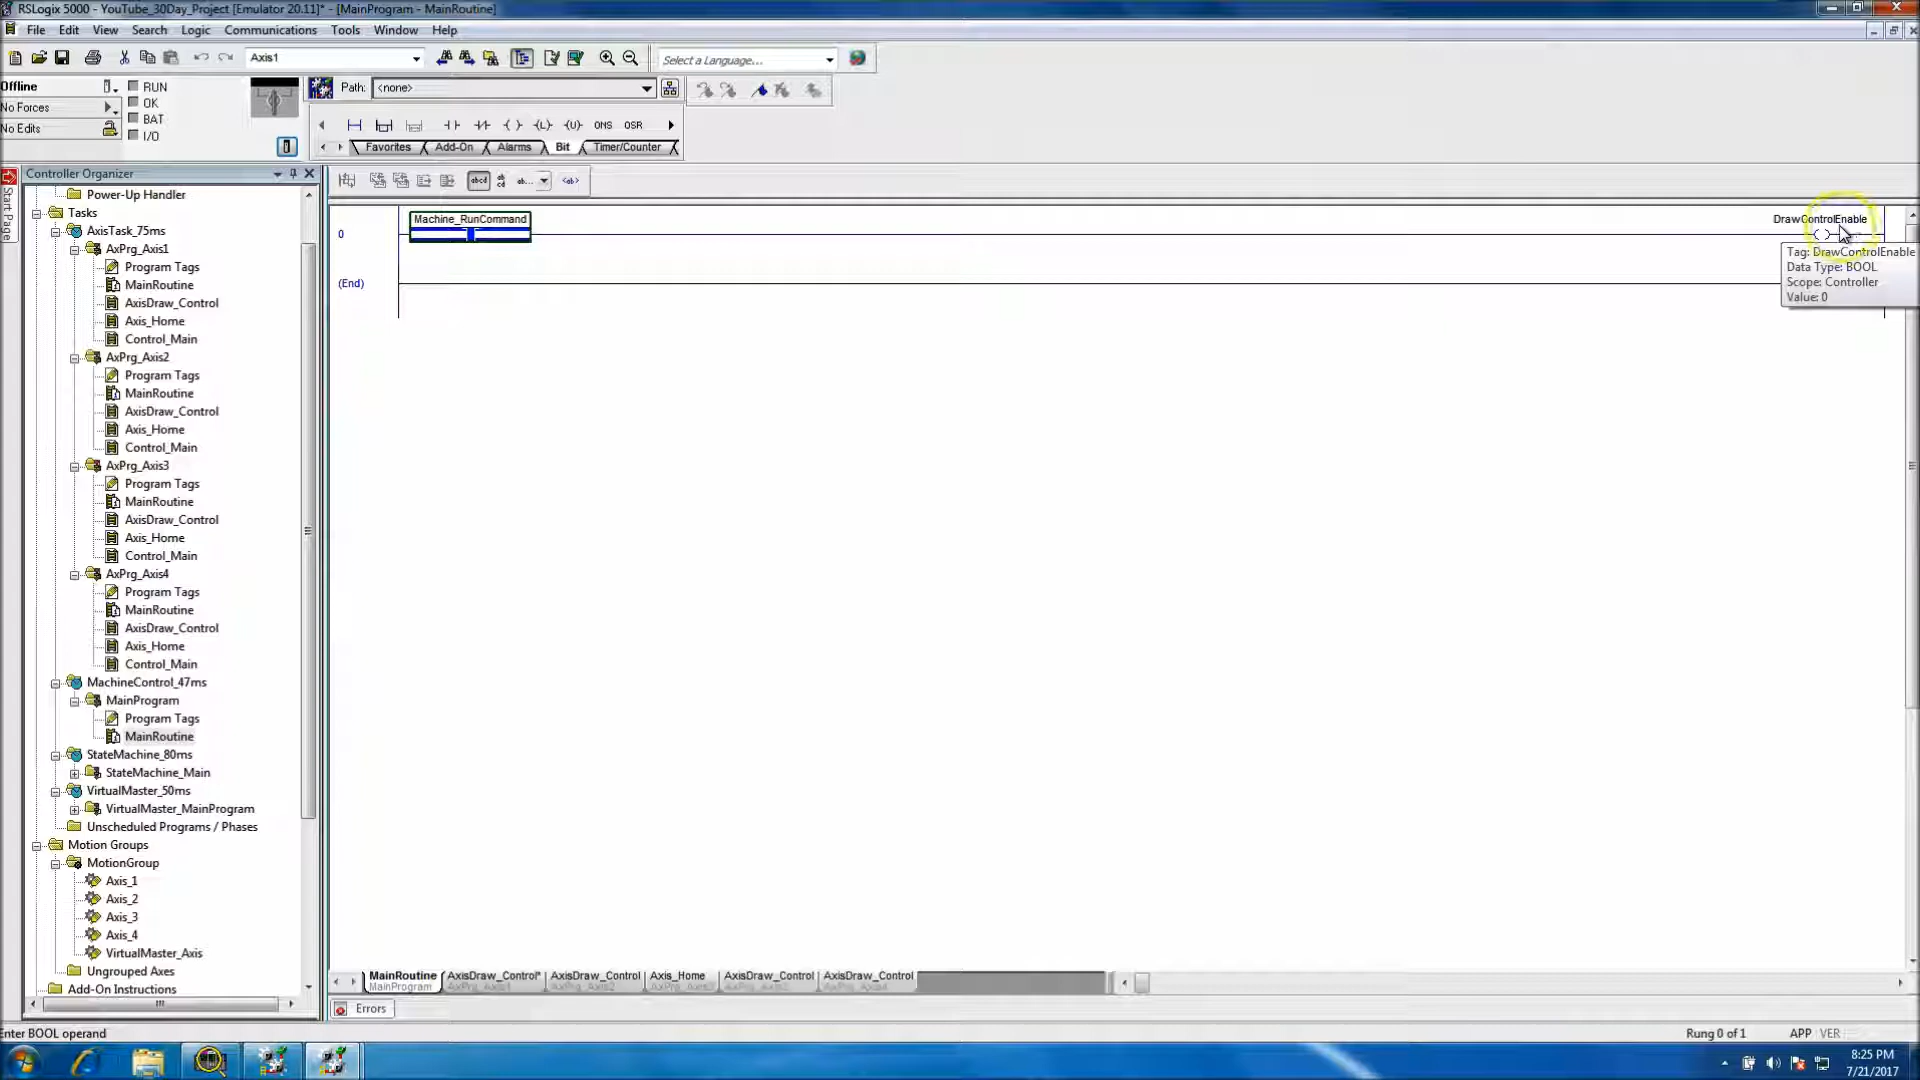 RSLogix 5000 - YouTube_30Day_Project [Emulator 20.11]* - [MainProgram - MainRoutine]
File Edit View Search Logic Communications Tools Window Help
Axis1
Select a Language...
Offline
RUN
Path: <none>
No Forces
OK
No Edits
BAT
I/O
ONS OSR
Favorites Add-On Alarms Bit Timer/Counter
Controller Organizer
Start Page
Power-Up Handler
Tasks
AxisTask_75ms
AxPrg_Axis1
Program Tags
MainRoutine
AxisDraw_Control
Axis_Home
Control_Main
AxPrg_Axis2
Program Tags
MainRoutine
AxisDraw_Control
Axis_Home
Control_Main
AxPrg_Axis3
Program Tags
MainRoutine
AxisDraw_Control
Axis_Home
Control_Main
AxPrg_Axis4
Program Tags
MainRoutine
AxisDraw_Control
Axis_Home
Control_Main
MachineControl_47ms
MainProgram
Program Tags
MainRoutine
StateMachine_80ms
StateMachine_Main
VirtualMaster_50ms
VirtualMaster_MainProgram
Unscheduled Programs / Phases
Motion Groups
MotionGroup
Axis_1
Axis_2
Axis_3
Axis_4
VirtualMaster_Axis
Ungrouped Axes
Add-On Instructions
Machine_RunCommand
DrawControlEnable
0
Tag: DrawControlEnable
Data Type: BOOL
Scope: Controller
Value: 0
(End)
MainRoutine AxisDraw_Control* AxisDraw_Control Axis_Home AxisDraw_Control AxisDraw_Control
MainProgram
Errors
Enter BOOL operand
Rung 0 of 1 APP VER
8:25 PM
7/21/2017